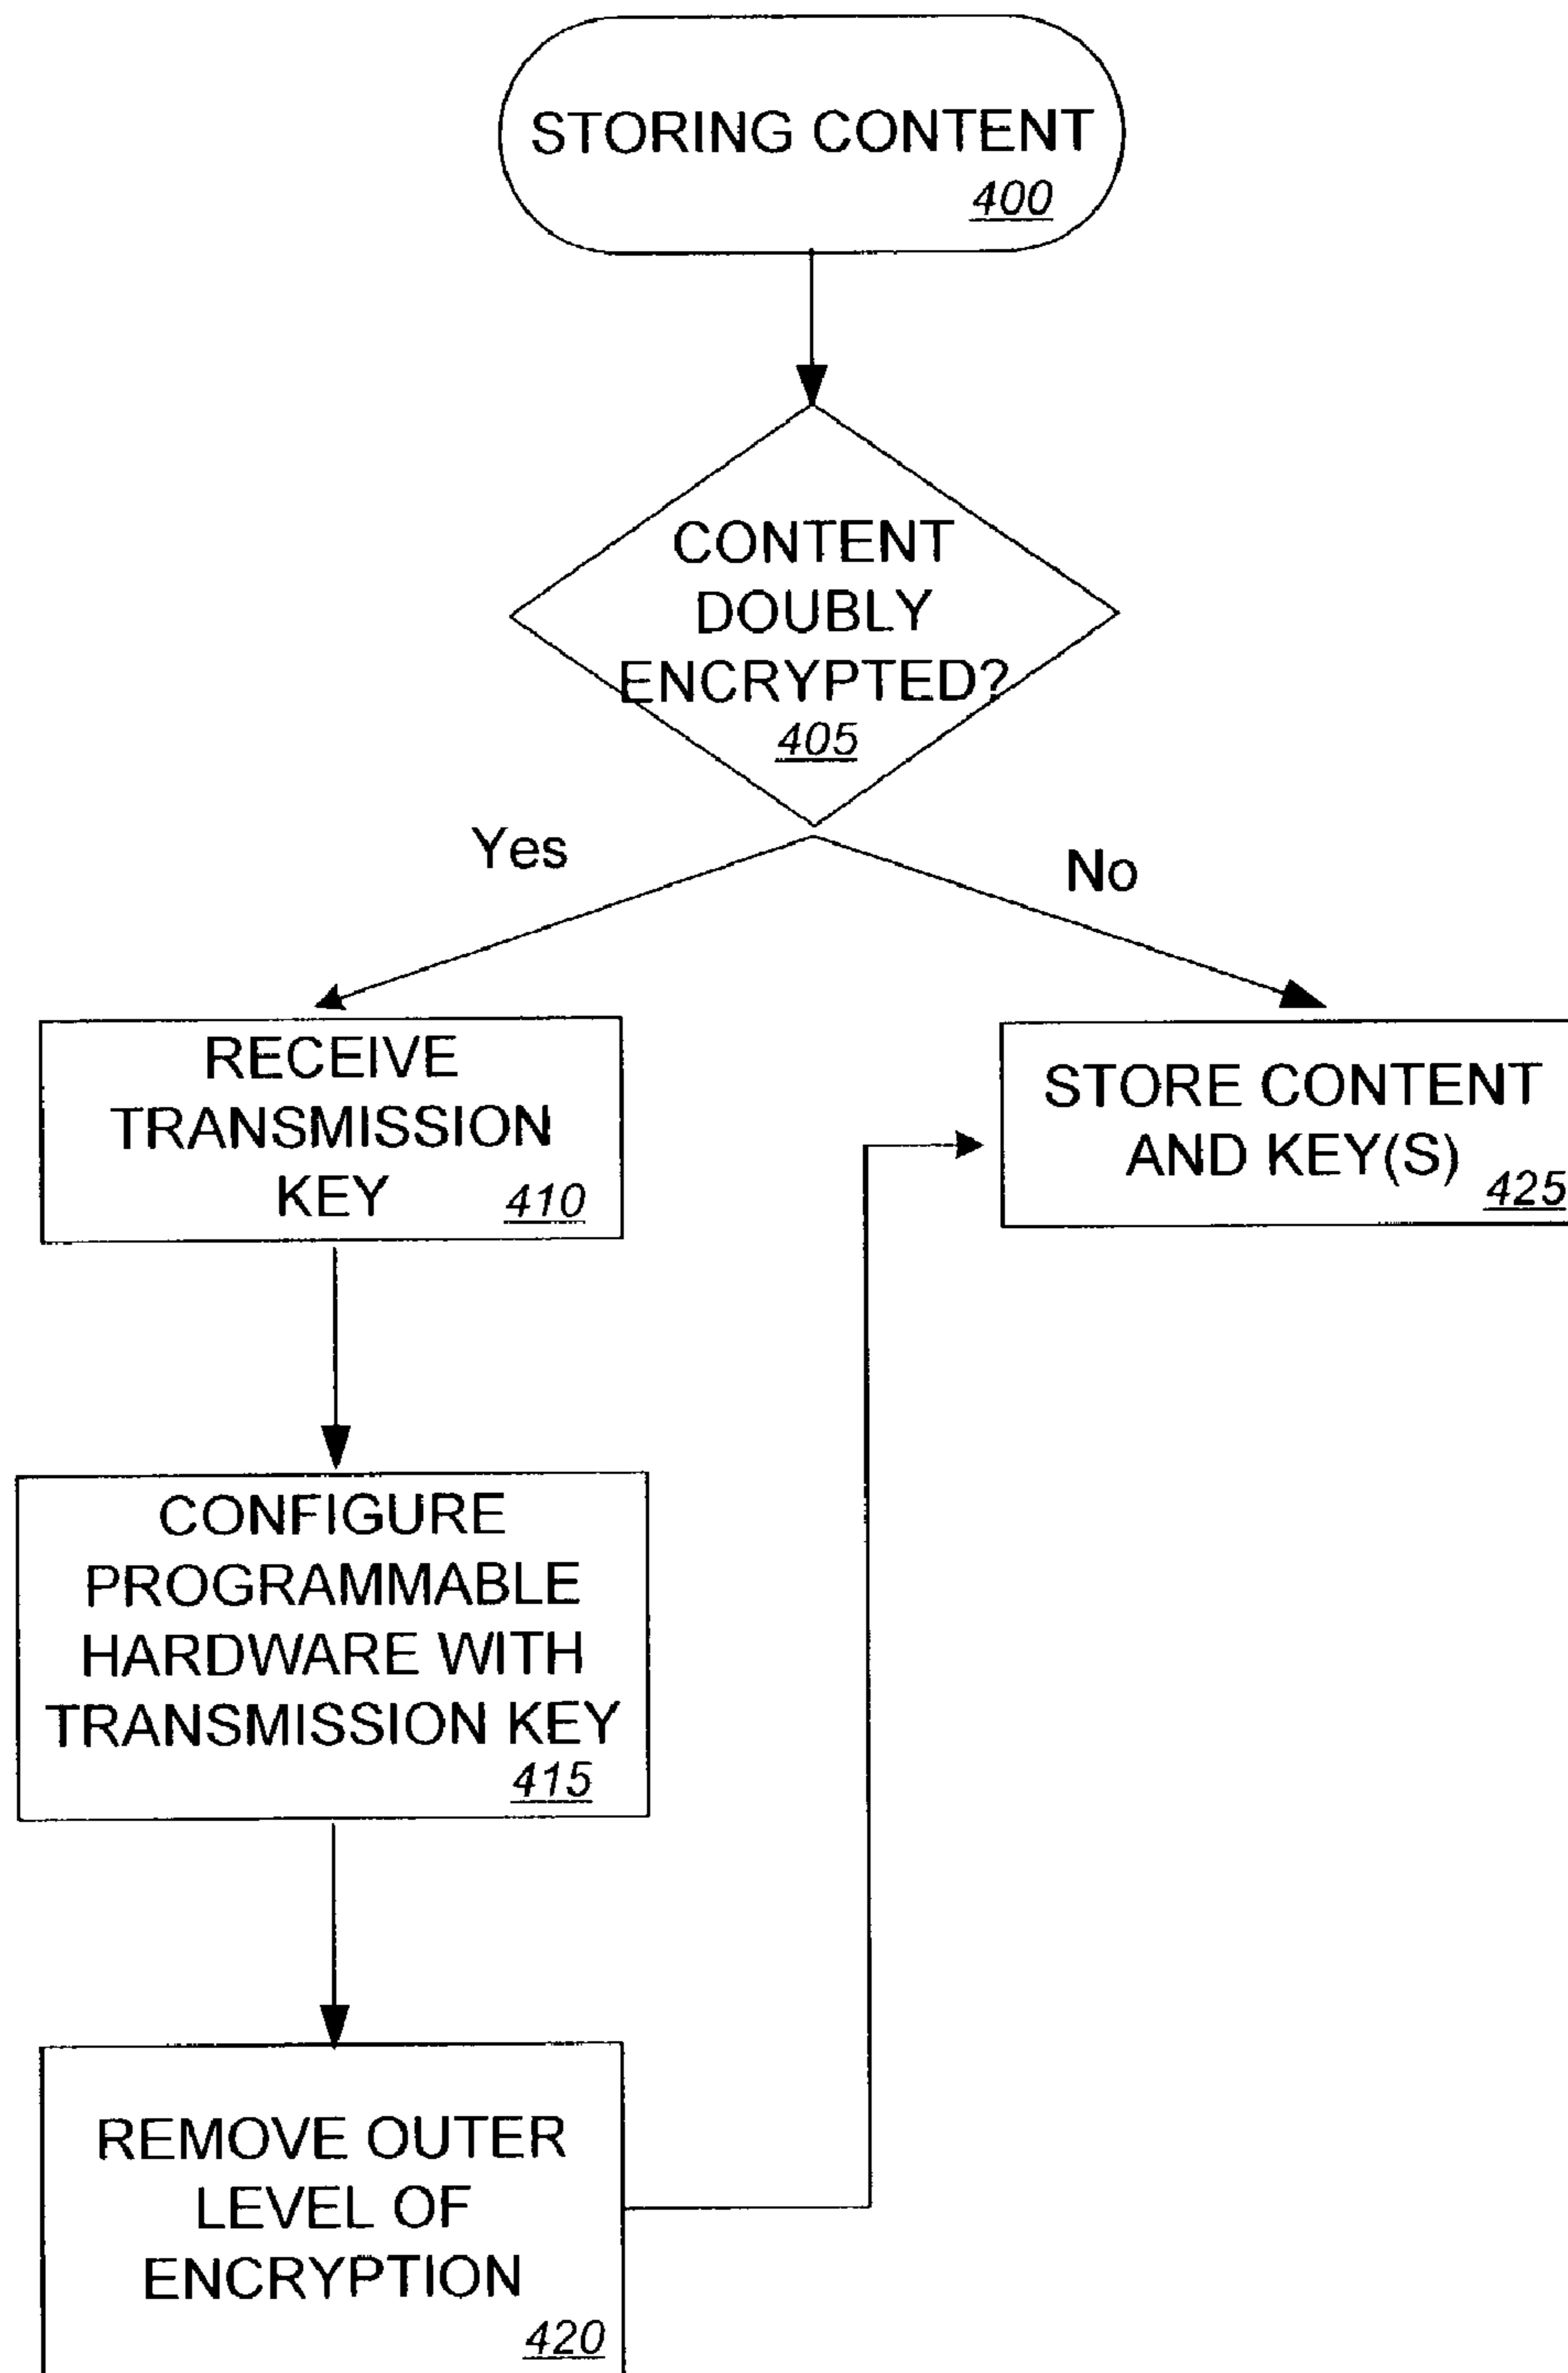 STORING CONTENT
400
CONTENT
DOUBLY
ENCRYPTED?
405
Yes
No
RECEIVE
TRANSMISSION
KEY
410
STORE CONTENT
AND KEY(S)
425
CONFIGURE
PROGRAMMABLE
HARDWARE WITH
TRANSMISSION KEY
415
REMOVE OUTER
LEVEL OF
ENCRYPTION
420